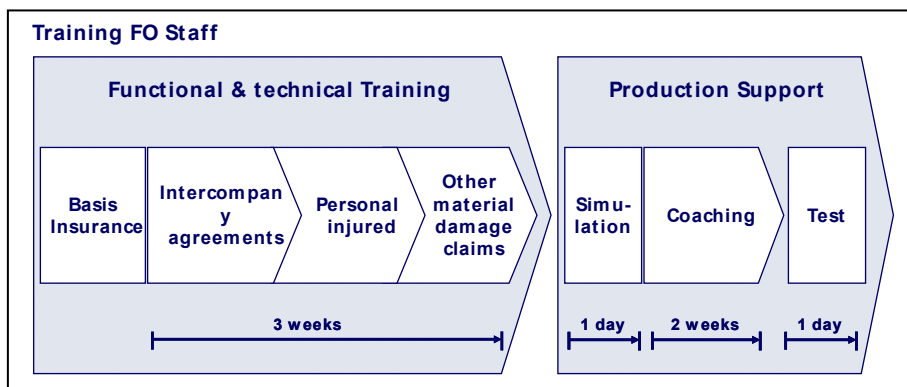 Training FO Staff
Functional & technical Training
Production Support
Basis
Insurance
Intercompan
y
agreements
Personal
injured
Other
material
damage
claims
Simu-
lation
Coaching
Test
3 weeks
1 day
2 weeks
1 day